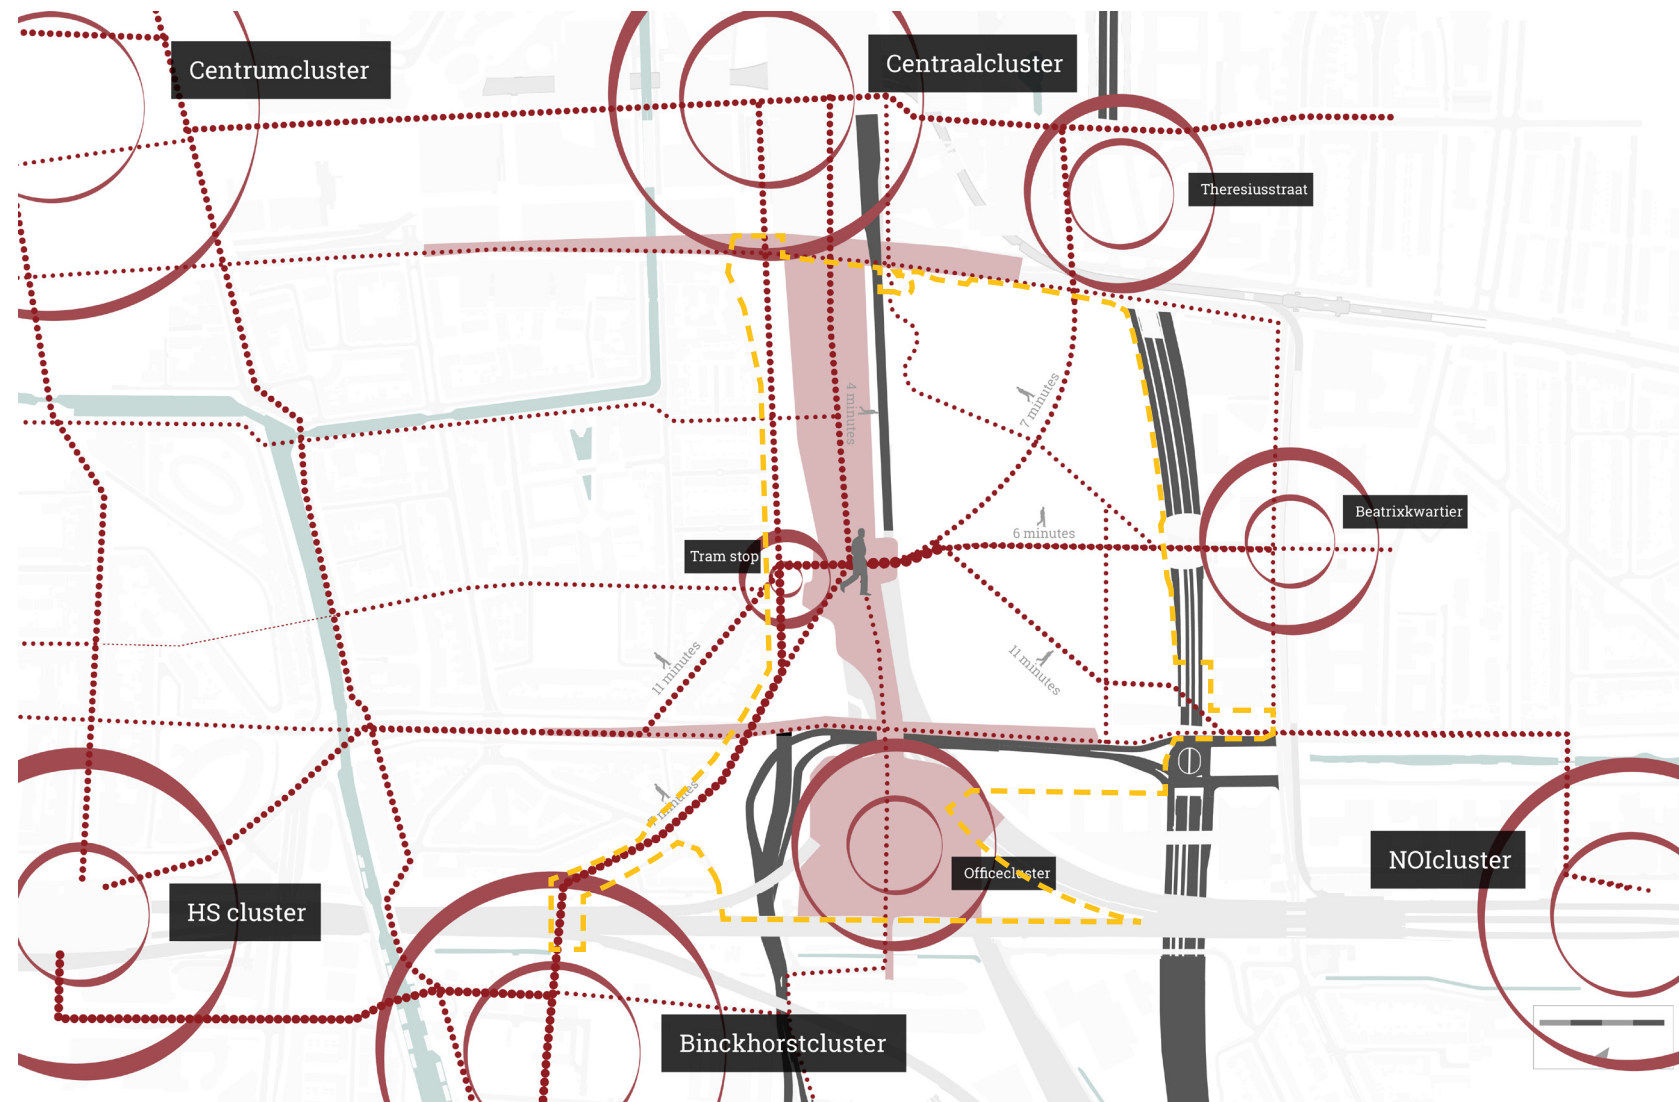 Centrumcluster
Centraalcluster
Theresiusstraat
4 minutes
7 minutes
Beatrixkwartier
6 minutes
Tram stop
11 minutes
11 minutes
minutes
NOIcluster
Officecluster
HS cluster
Binckhorstcluster